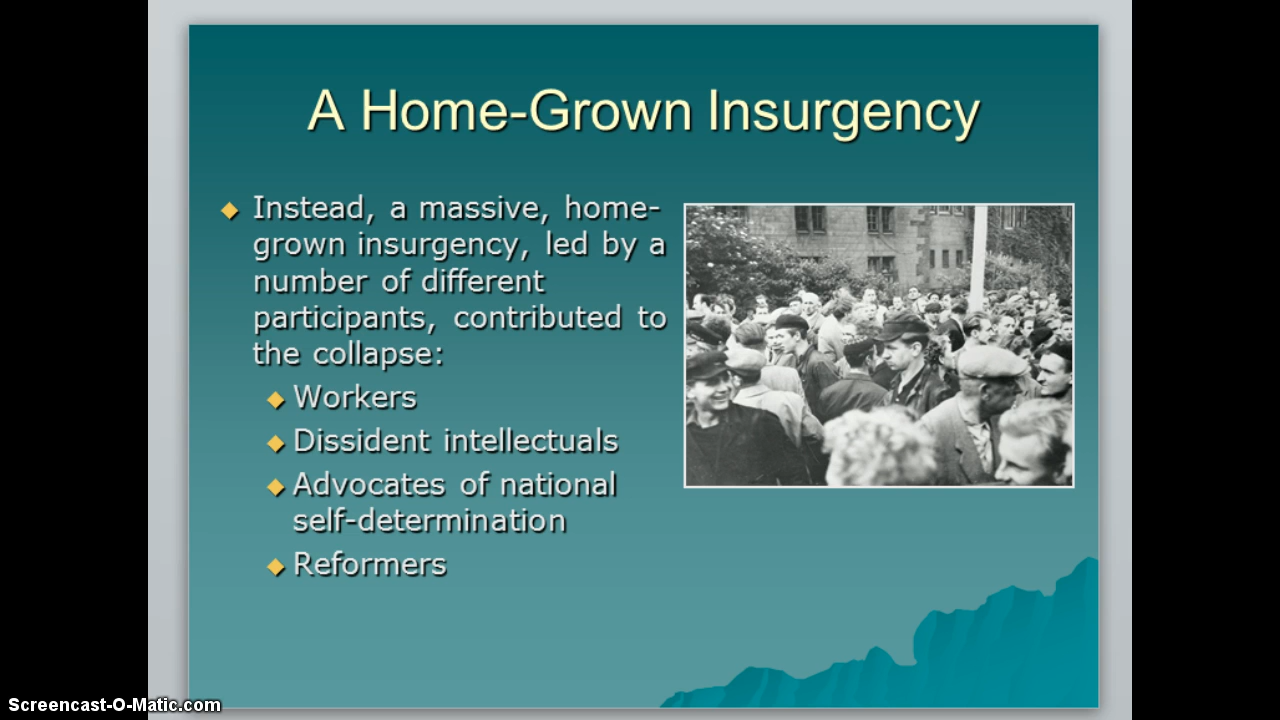 A Home-Grown Insurgency
Instead, a massive, home-
grown insurgency, led by a
number of different
participants, contributed to
the collapse:
Workers
Dissident intellectuals
Advocates of national
self-determination
Reformers
Screencast-O-Matic.com